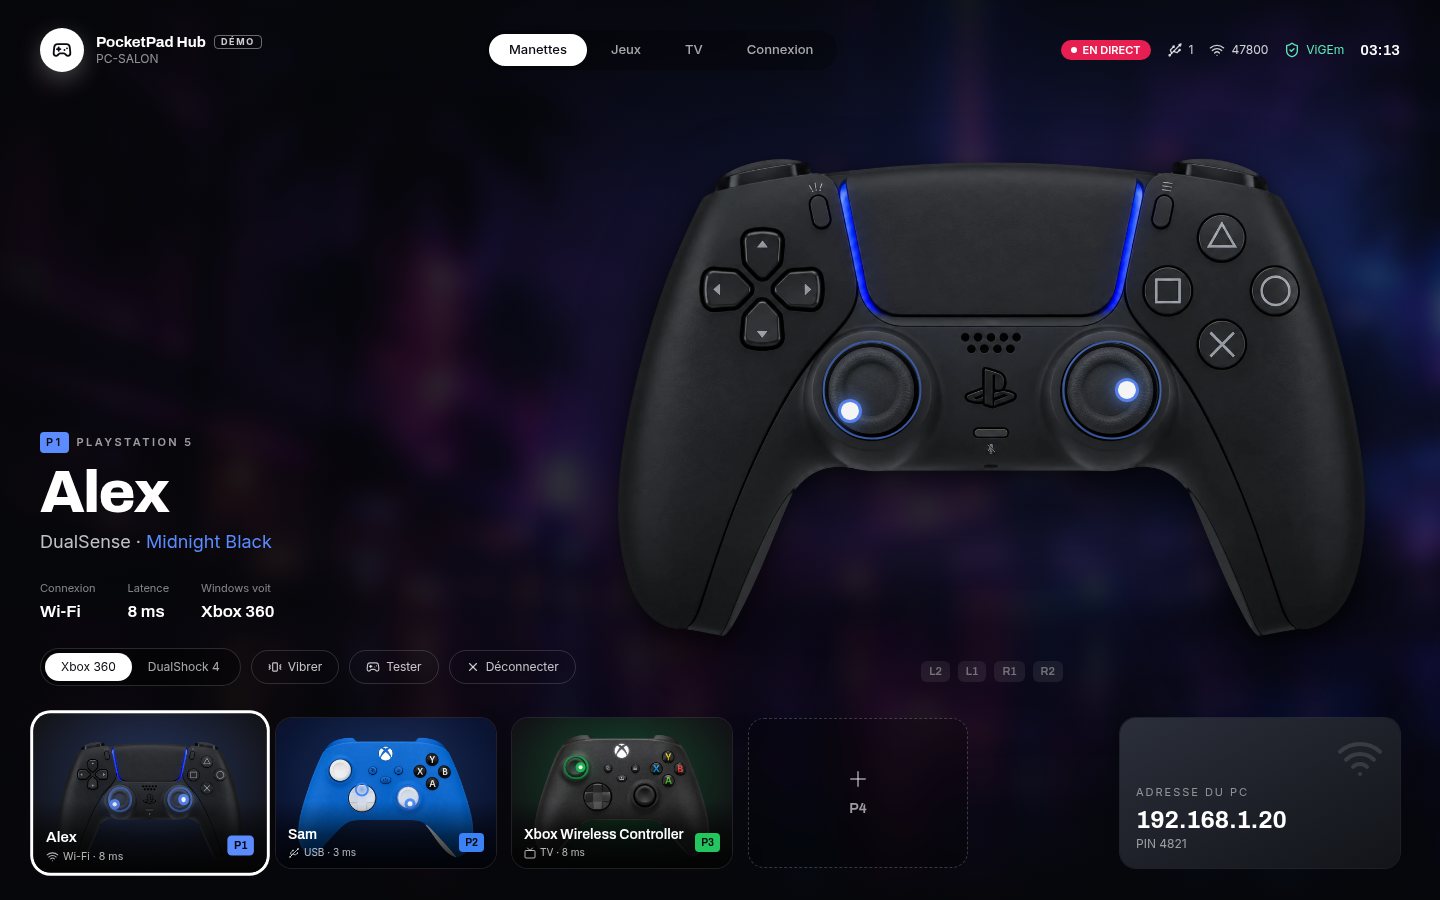 PocketPad Hub DÉMO
PC-SALON
Manettes Jeux TV Connexion
EN DIRECT 1 47800 ViGEm 03:13
P1 PLAYSTATION 5
Alex
DualSense · Midnight Black
Connexion Latence Windows voit
Wi-Fi 8 ms Xbox 360
Xbox 360 DualShock 4 Vibrer Tester Déconnecter
L2 L1 R1 R2
Alex
Wi-Fi · 8 ms
P1
Y
X B
A
Sam
USB · 3 ms
P2
Y
X B
A
Xbox Wireless Controller
TV · 8 ms
P3
P4
ADRESSE DU PC
192.168.1.20
PIN 4821